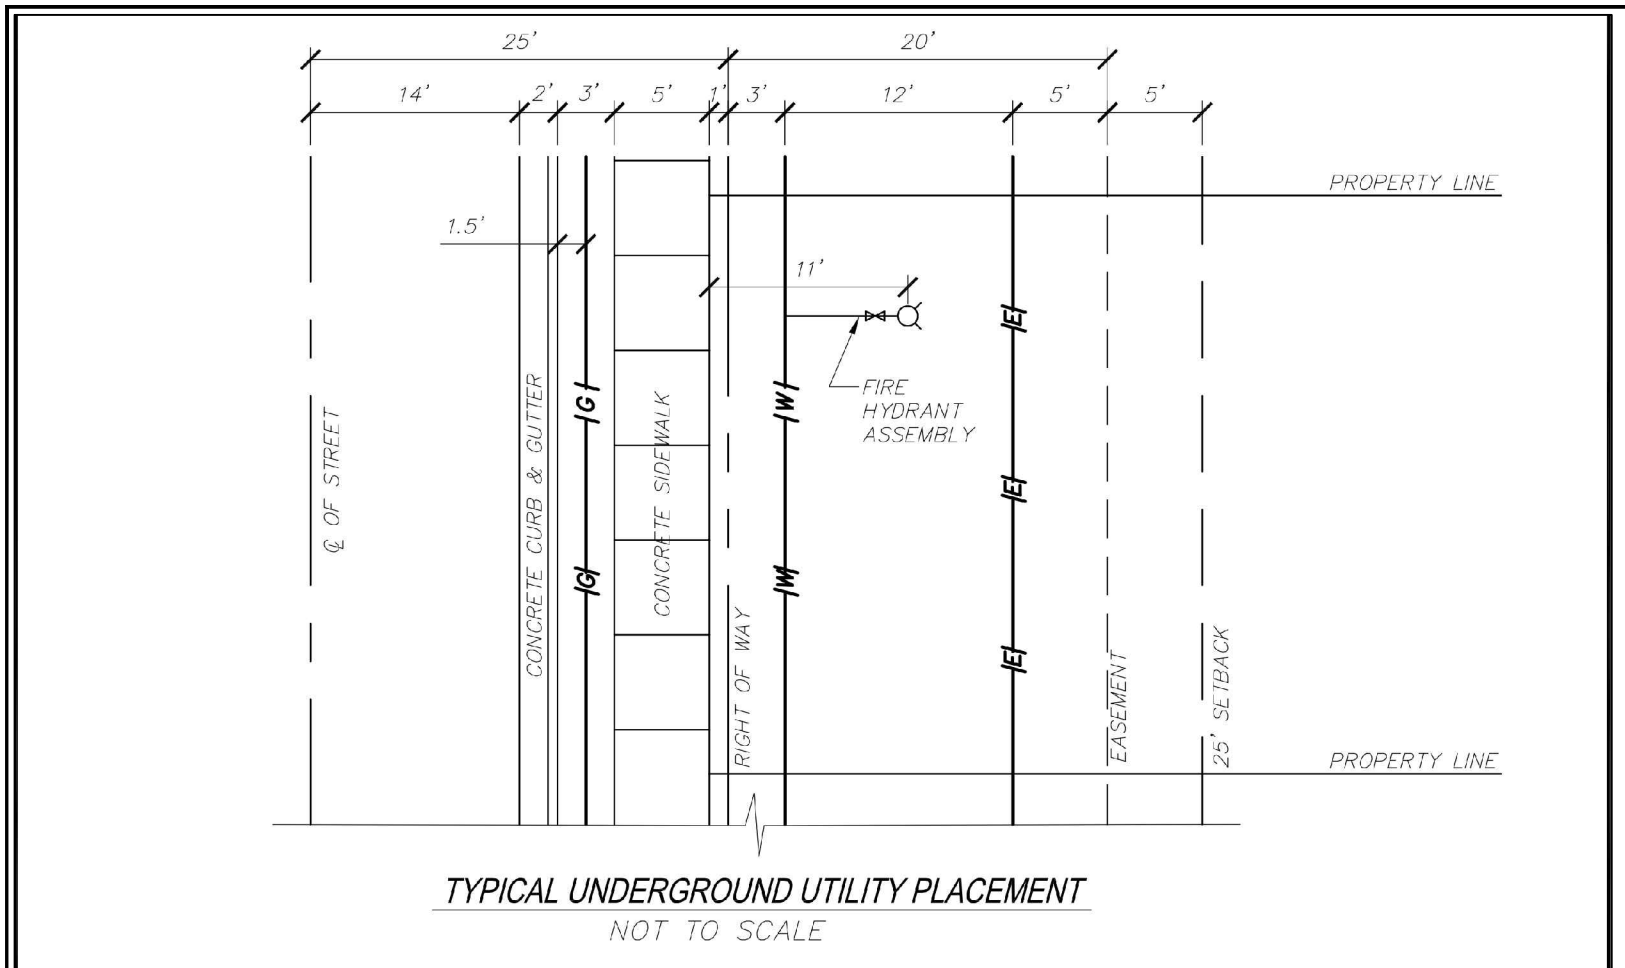 25'
20'
14'
2'
3'
5'
1'
3'
12'
5'
5'
PROPERTY LINE
1.5'
11'
E
FIRE
HYDRANT
ASSEMBLY
G
W
℄ OF STREET
CONCRETE CURB & GUTTER
CONCRETE SIDEWALK
E
G
W
RIGHT OF WAY
E
EASEMENT
25' SETBACK
PROPERTY LINE
TYPICAL UNDERGROUND UTILITY PLACEMENT
NOT TO SCALE